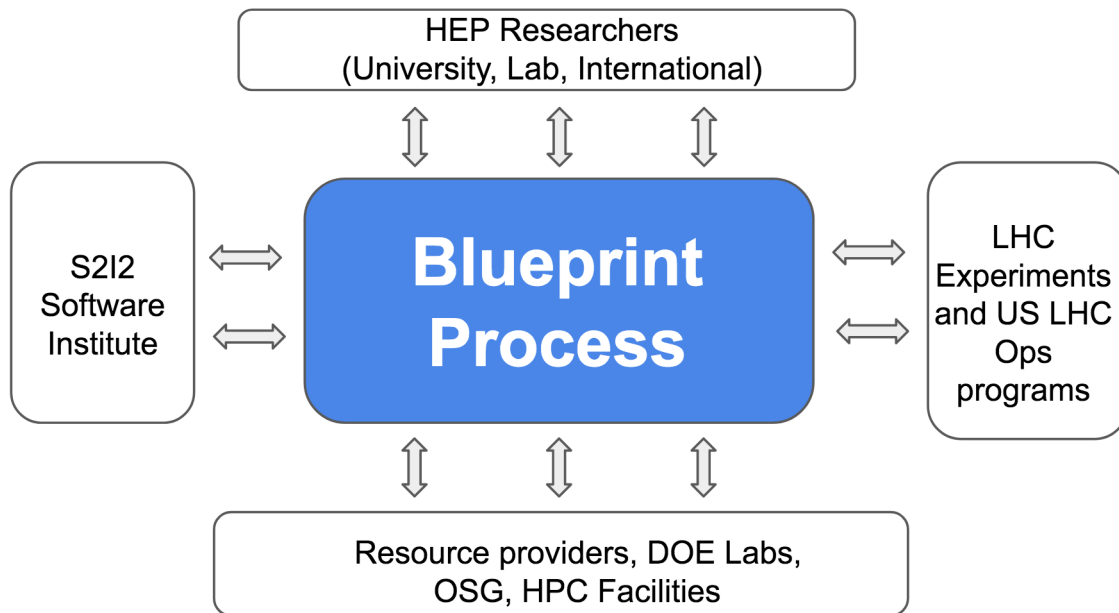 HEP Researchers
(University, Lab, International)
S2I2
Software
Institute
Blueprint
Process
LHC
Experiments
and US LHC
Ops
programs
Resource providers, DOE Labs,
OSG, HPC Facilities